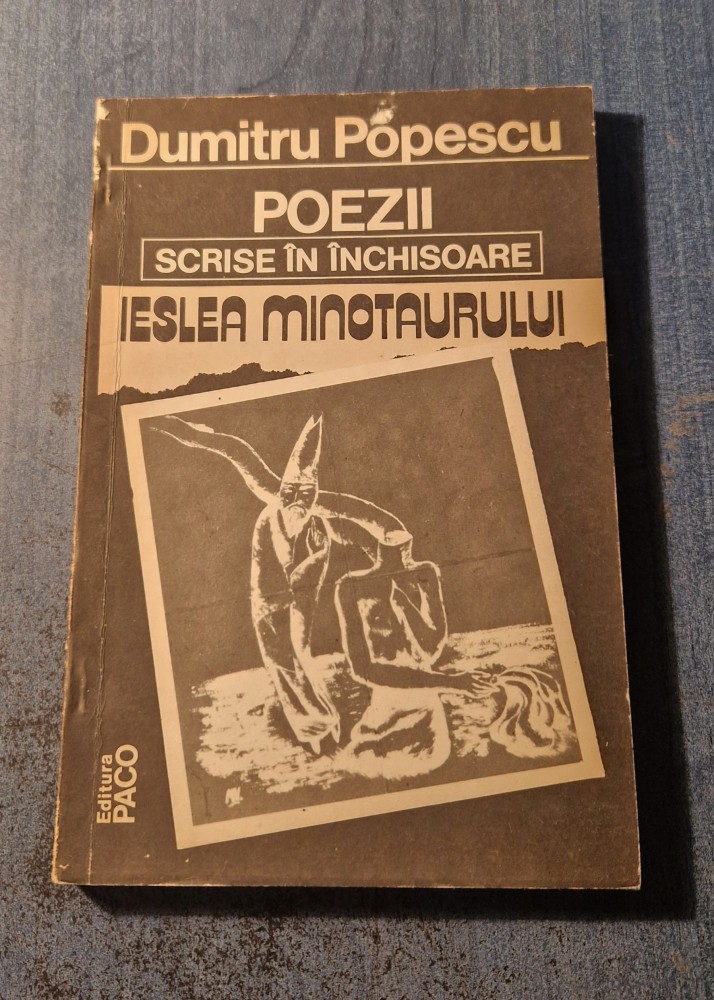 Dumitru Popescu
POEZII
SCRISE ÎN ÎNCHISOARE
IESLEA MINOTAURULUI
Editura
PACO